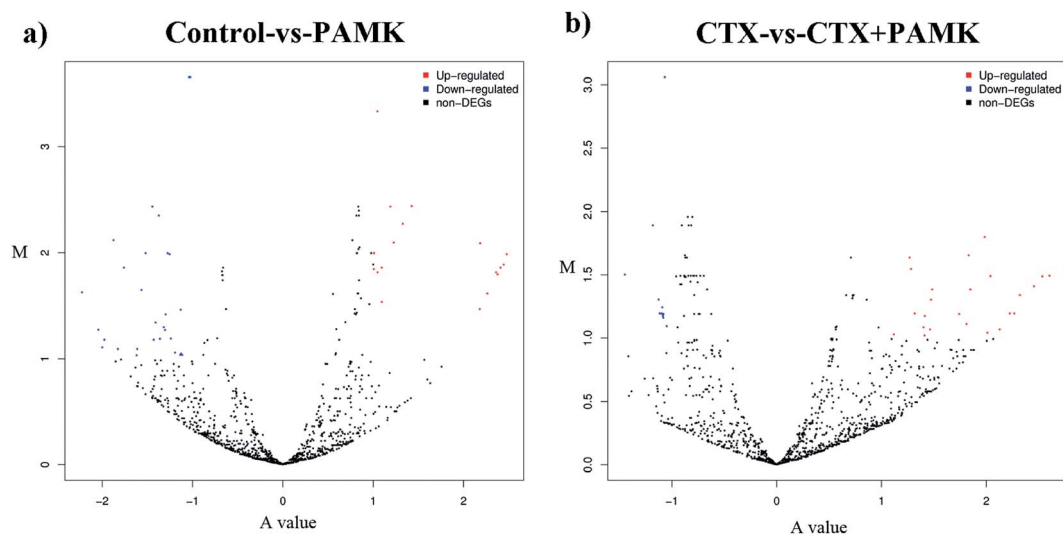 a) Control-vs-PAMK
Up-regulated
Down-regulated
non-DEGs
3
2
1
0
M
-2 -1 0 1 2
A value
b) CTX-vs-CTX+PAMK
Up-regulated
Down-regulated
non-DEGs
3.0
2.5
2.0
1.5
1.0
0.5
0.0
M
-1 0 1 2
A value